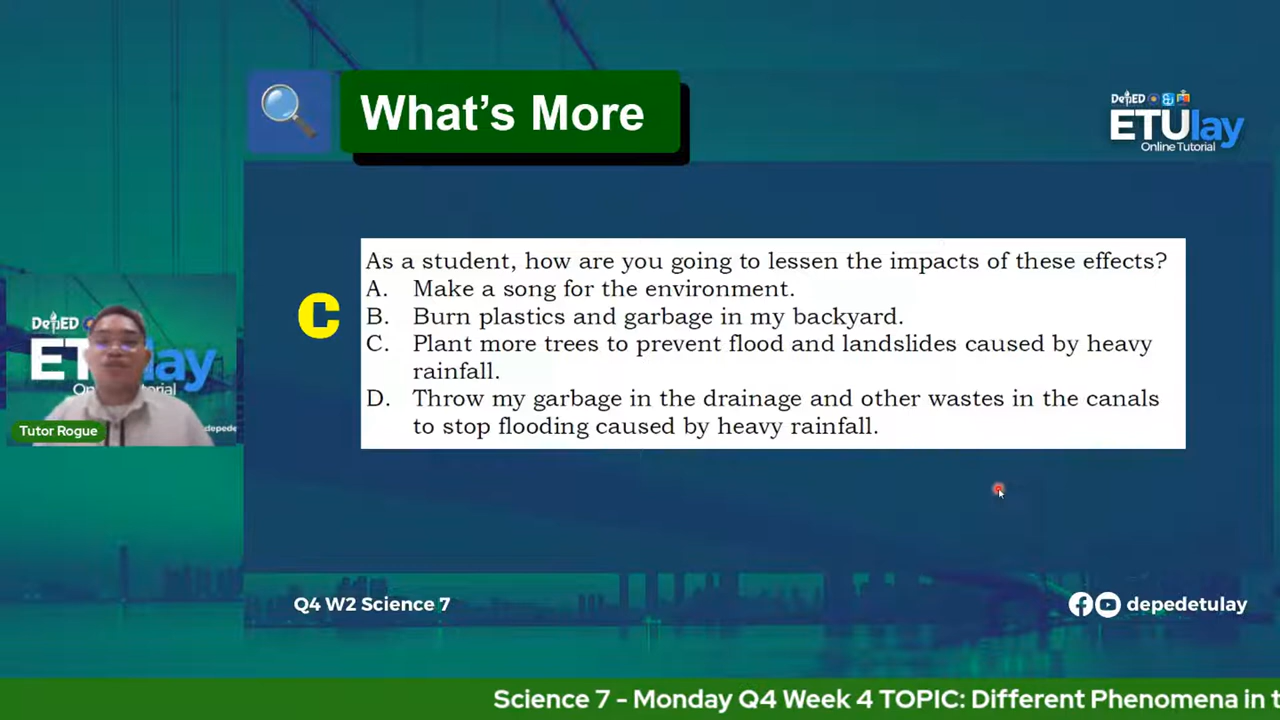 What's More
DepED
ETUlay
Online Tutorial
As a student, how are you going to lessen the impacts of these effects?
A. Make a song for the environment.
C
B. Burn plastics and garbage in my backyard.
C. Plant more trees to prevent flood and landslides caused by heavy
rainfall.
D. Throw my garbage in the drainage and other wastes in the canals
to stop flooding caused by heavy rainfall.
DepED
Tutor Rogue
depede
Q4 W2 Science 7
depedetulay
Science 7 - Monday Q4 Week 4 TOPIC: Different Phenomena in t